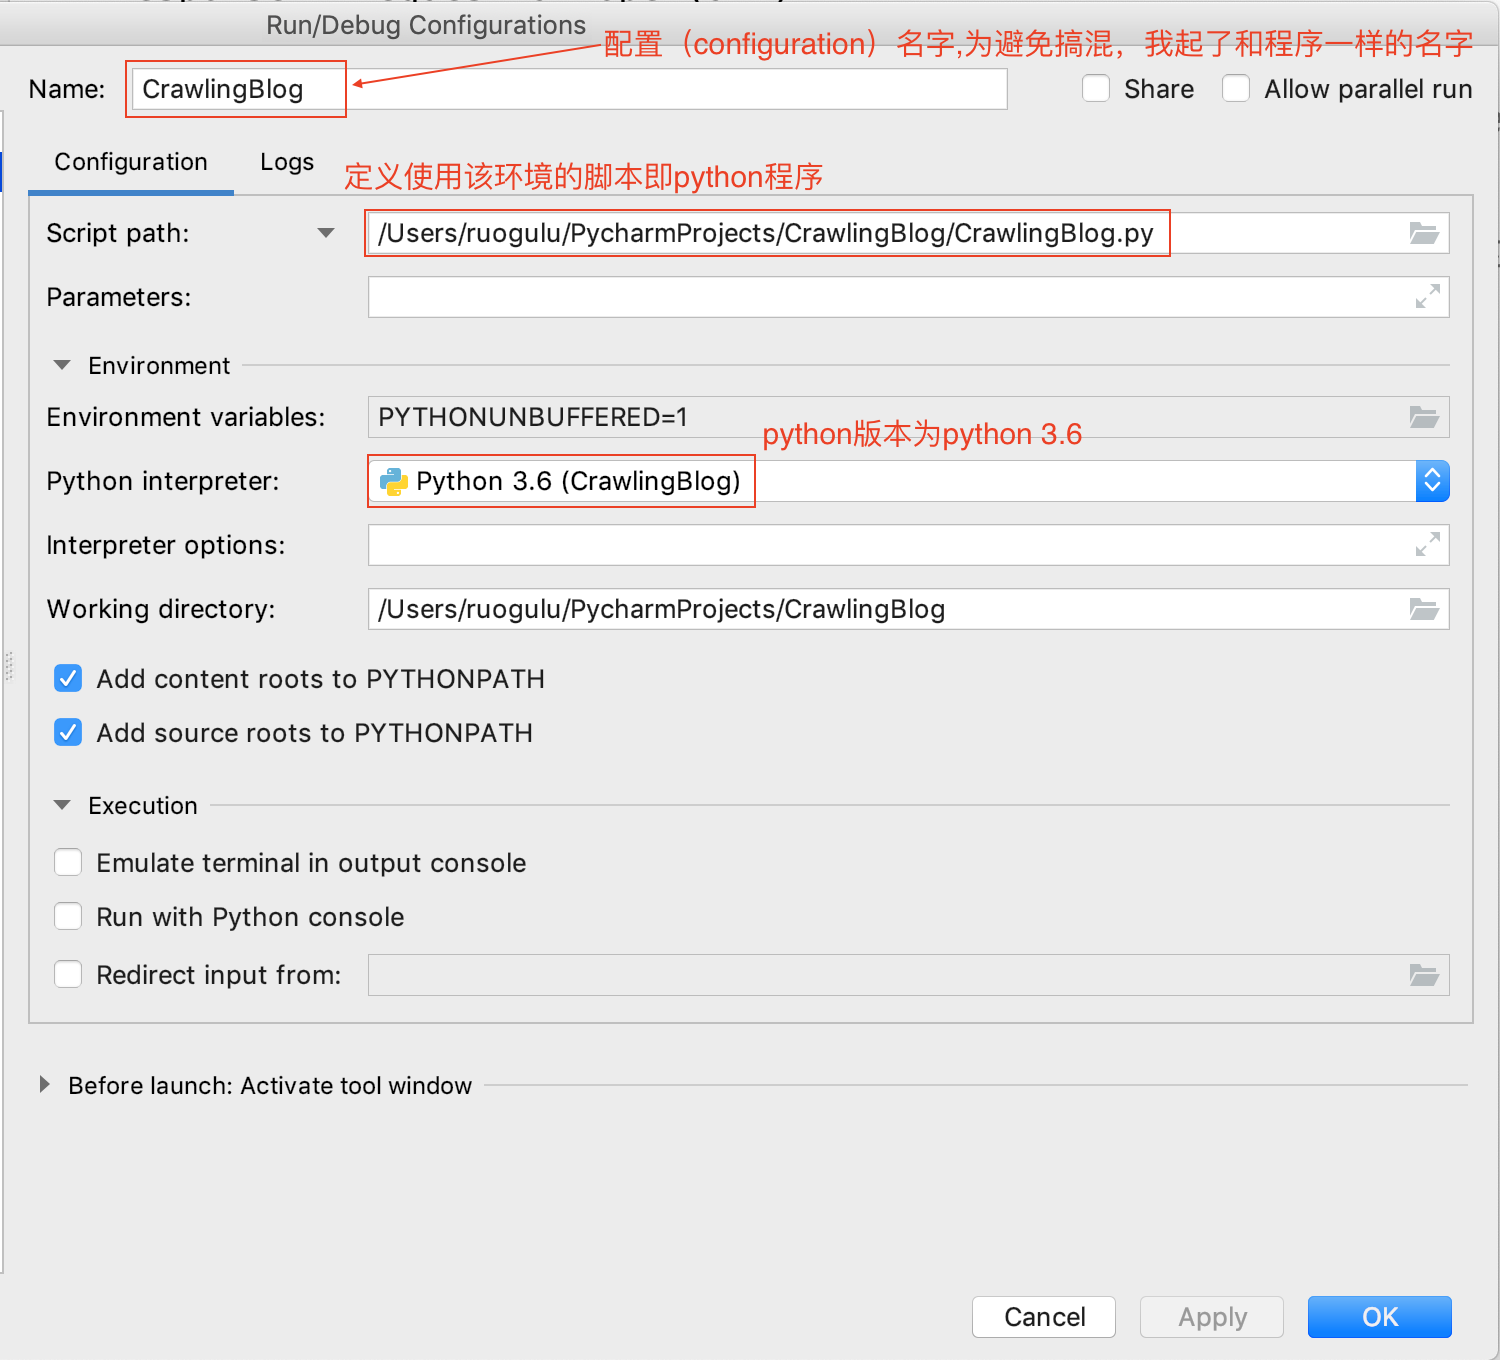 Run/Debug Configurations
配置（configuration）名字,为避免搞混，我起了和程序一样的名字
Name: CrawlingBlog Share Allow parallel run
Configuration Logs
定义使用该环境的脚本即python程序
Script path: /Users/ruogulu/PycharmProjects/CrawlingBlog/CrawlingBlog.py
Parameters:
Environment
Environment variables: PYTHONUNBUFFERED=1
python版本为python 3.6
Python interpreter: Python 3.6 (CrawlingBlog)
Interpreter options:
Working directory: /Users/ruogulu/PycharmProjects/CrawlingBlog
Add content roots to PYTHONPATH
Add source roots to PYTHONPATH
Execution
Emulate terminal in output console
Run with Python console
Redirect input from:
Before launch: Activate tool window
Cancel Apply OK